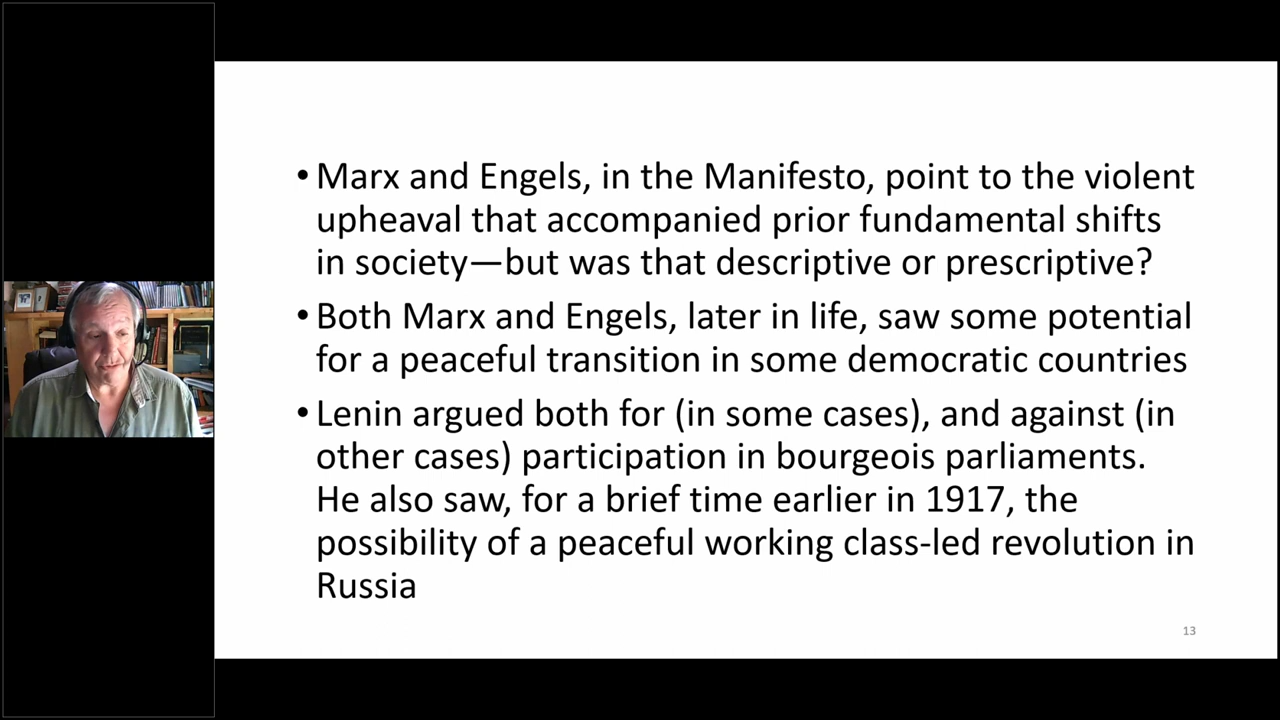 • Marx and Engels, in the Manifesto, point to the violent
upheaval that accompanied prior fundamental shifts
in society—but was that descriptive or prescriptive?
• Both Marx and Engels, later in life, saw some potential
for a peaceful transition in some democratic countries
• Lenin argued both for (in some cases), and against (in
other cases) participation in bourgeois parliaments.
He also saw, for a brief time earlier in 1917, the
possibility of a peaceful working class-led revolution in
Russia
13